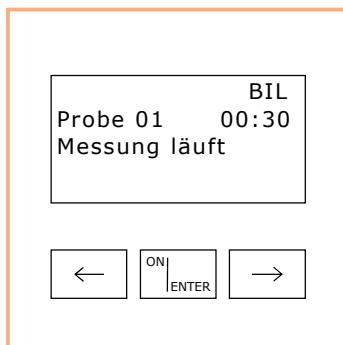 BIL
Probe 01 00:30
Messung läuft
← ON ENTER →